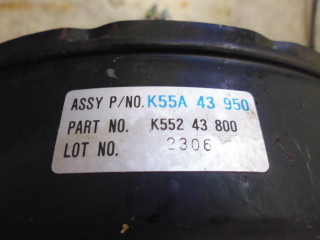 ASSY P/NO. K55A 43 950
PART NO. K552 43 800
LOT NO. 2306